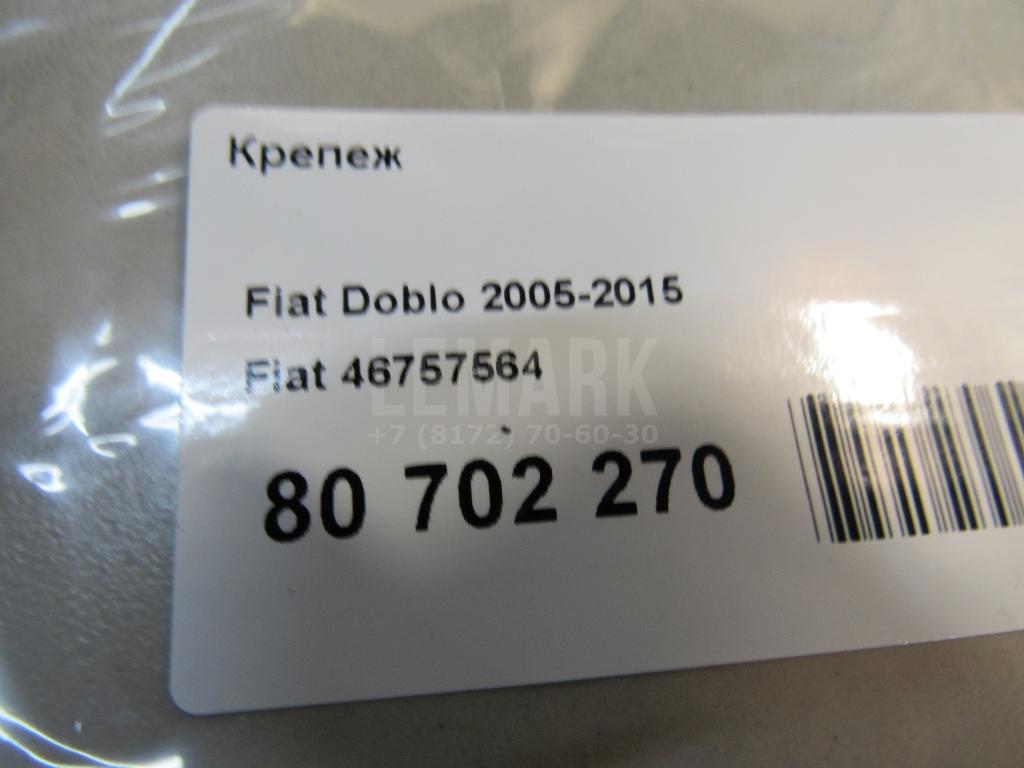 Крепеж
Fiat Doblo 2005-2015
Fiat 46757564
LEMARK
+7 (8172) 70-60-30
80 702 270